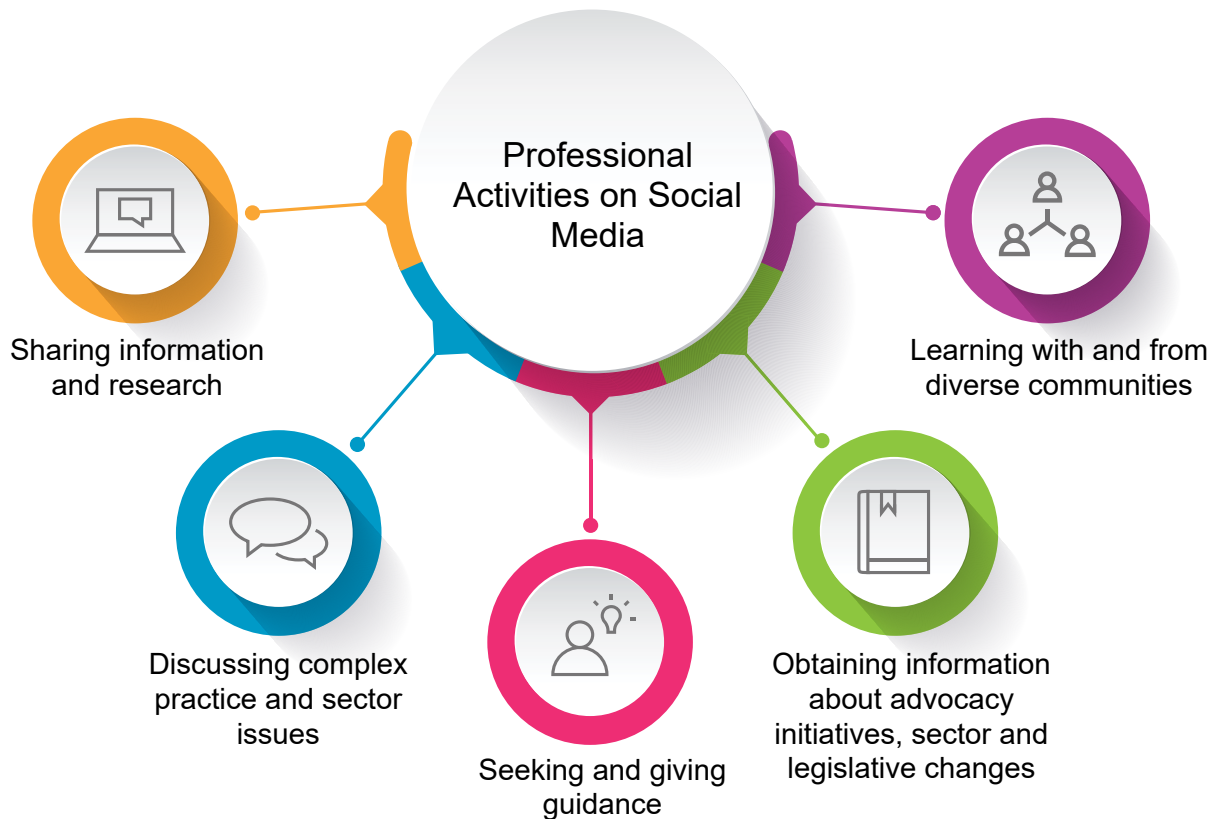 Professional
Activities on Social
Media
Sharing information
and research
Discussing complex
practice and sector
issues
Seeking and giving
guidance
Obtaining information
about advocacy
initiatives, sector and
legislative changes
Learning with and from
diverse communities